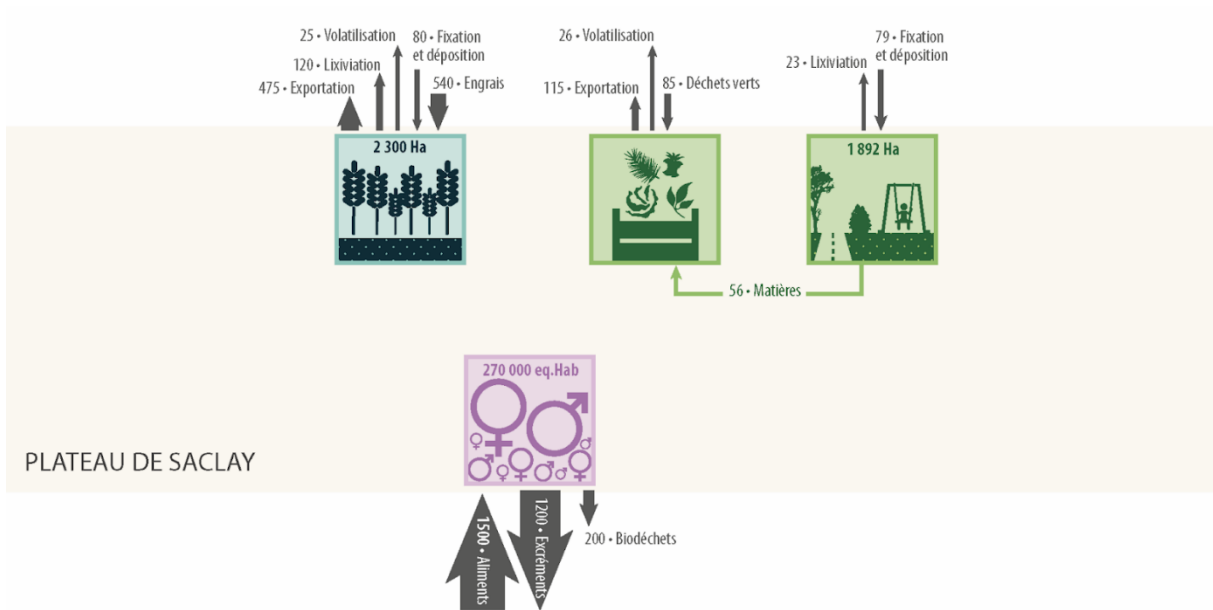 25 • Volatilisation
80 • Fixation
et déposition
120 • Lixiviation
475 • Exportation
540 • Engrais
2 300 Ha
26 • Volatilisation
115 • Exportation
85 • Déchets verts
79 • Fixation
et déposition
23 • Lixiviation
1 892 Ha
56 • Matières
270 000 eq.Hab
PLATEAU DE SACLAY
1500 • Aliments
1200 • Excréments
200 • Biodéchets